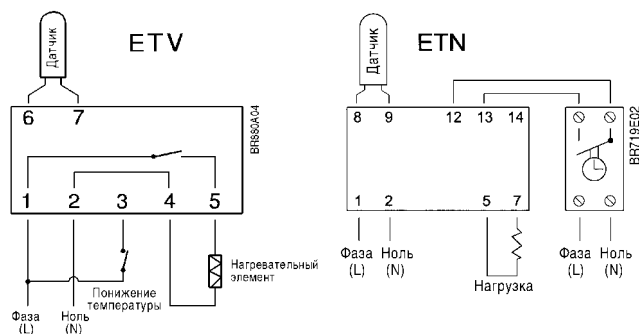 ETV
Датчик
6 7
BR880A04
1 2 3 4 5
Фаза
(L)
Ноль
(N)
Понижение
температуры
Нагревательный
элемент
ETN
Датчик
8 9 12 13 14
BR719E02
1 2 5 7
Фаза
(L)
Ноль
(N)
Нагрузка
Фаза
(L)
Ноль
(N)